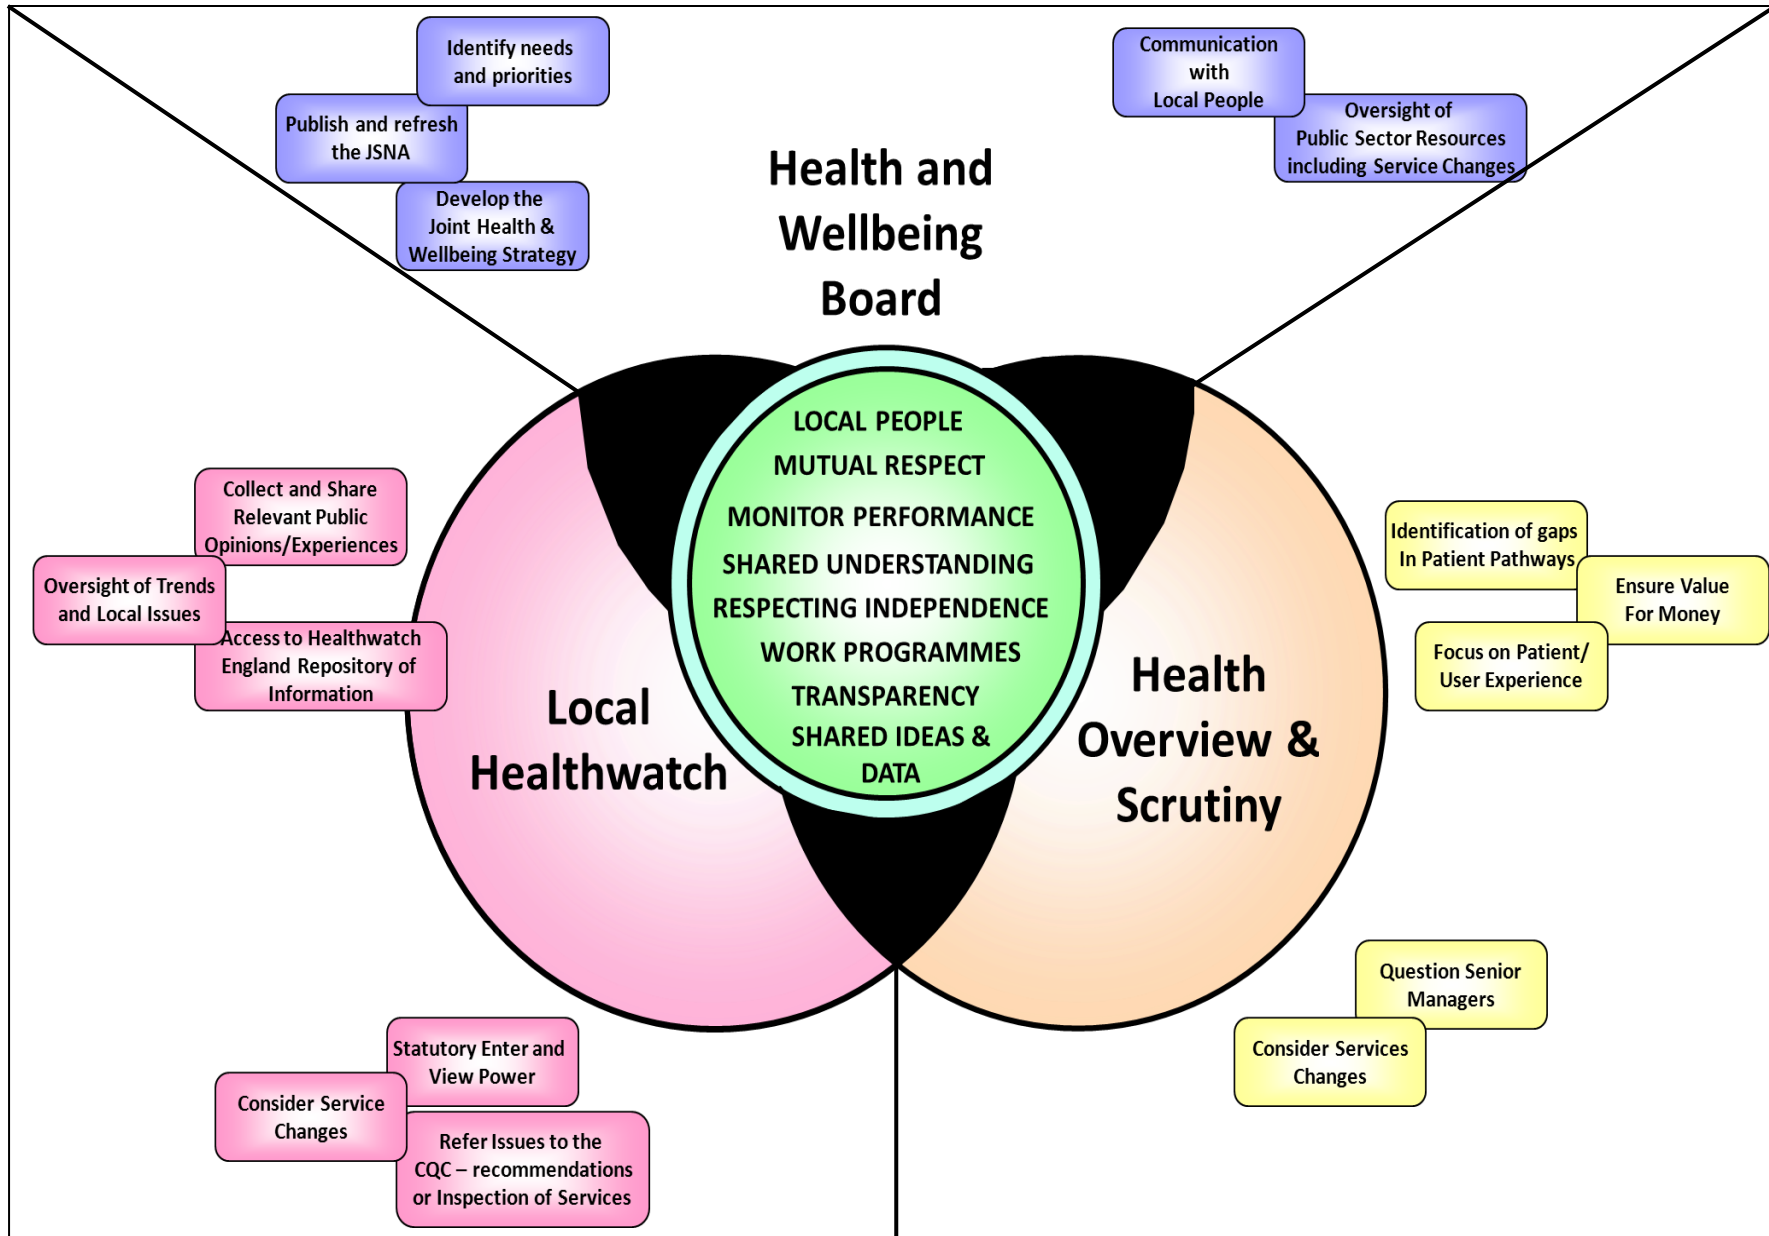 Identify needs
and priorities
Publish and refresh
the JSNA
Develop the
Joint Health &
Wellbeing Strategy
Communication
with
Local People
Oversight of
Public Sector Resources
including Service Changes
Health and
Wellbeing
Board
LOCAL PEOPLE
MUTUAL RESPECT
MONITOR PERFORMANCE
SHARED UNDERSTANDING
RESPECTING INDEPENDENCE
WORK PROGRAMMES
TRANSPARENCY
SHARED IDEAS &
DATA
Collect and Share
Relevant Public
Opinions/Experiences
Oversight of Trends
and Local Issues
Access to Healthwatch
England Repository of
Information
Local
Healthwatch
Health
Overview &
Scrutiny
Identification of gaps
In Patient Pathways
Ensure Value
For Money
Focus on Patient/
User Experience
Statutory Enter and
View Power
Consider Service
Changes
Refer Issues to the
CQC – recommendations
or Inspection of Services
Question Senior
Managers
Consider Services
Changes